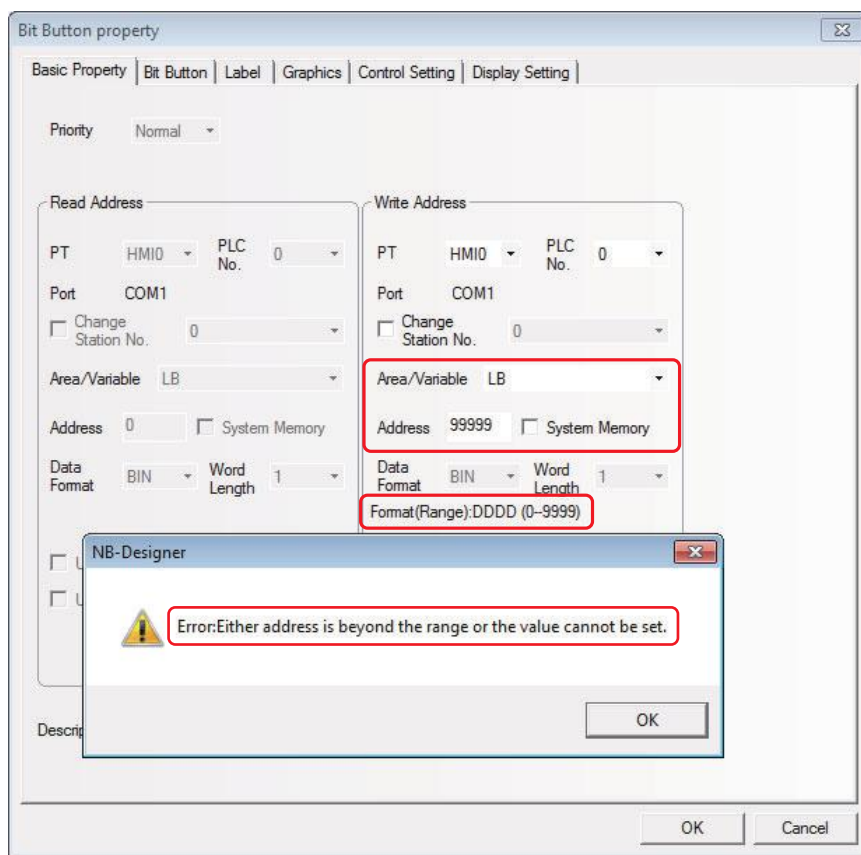 Bit Button property
Basic Property Bit Button Label Graphics Control Setting Display Setting
Priority Normal
Read Address
PT HMI0 PLC No. 0
Port COM1
Change Station No. 0
Area/Variable LB
Address 0 System Memory
Data Format BIN Word Length 1
Write Address
PT HMI0 PLC No. 0
Port COM1
Change Station No. 0
Area/Variable LB
Address 99999 System Memory
Data Format BIN Word Length 1
Format(Range):DDDD (0--9999)
NB-Designer
Error:Either address is beyond the range or the value cannot be set.
OK
OK Cancel